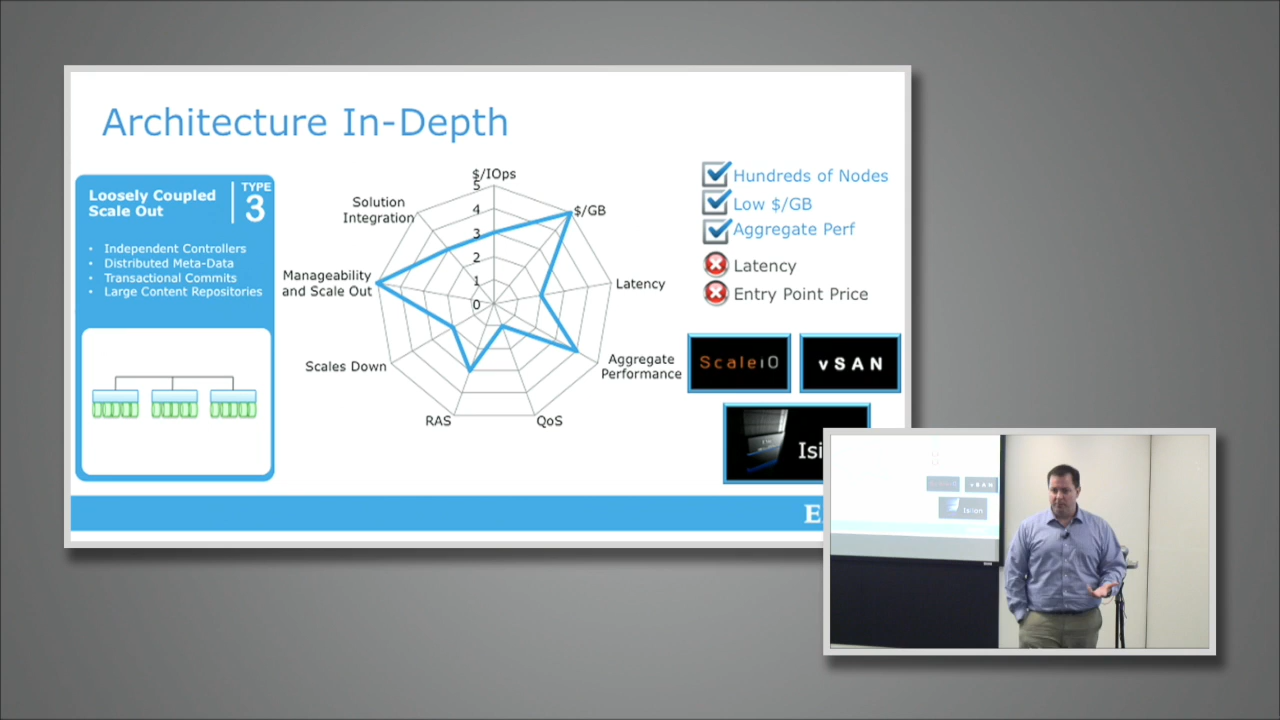 Architecture In-Depth
Loosely Coupled
Scale Out
TYPE
3
• Independent Controllers
• Distributed Meta-Data
• Transactional Commits
• Large Content Repositories
$/IOps
5
4
3
2
1
0
$/GB
Latency
Aggregate
Performance
QoS
RAS
Scales Down
Manageability
and Scale Out
Solution
Integration
Hundreds of Nodes
Low $/GB
Aggregate Perf
Latency
Entry Point Price
ScaleiO
vSAN
Isi
E
vSAN
Isilon